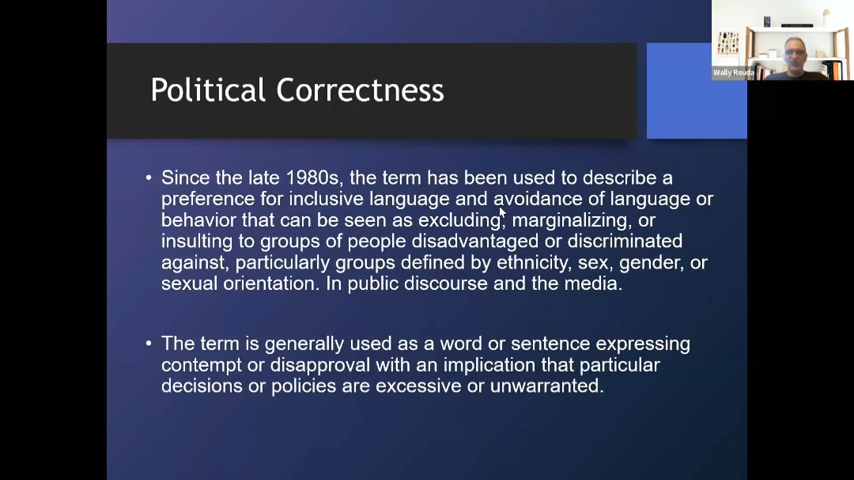 Political Correctness
Wally Rouda
• Since the late 1980s, the term has been used to describe a
preference for inclusive language and avoidance of language or
behavior that can be seen as excluding, marginalizing, or
insulting to groups of people disadvantaged or discriminated
against, particularly groups defined by ethnicity, sex, gender, or
sexual orientation. In public discourse and the media.
• The term is generally used as a word or sentence expressing
contempt or disapproval with an implication that particular
decisions or policies are excessive or unwarranted.